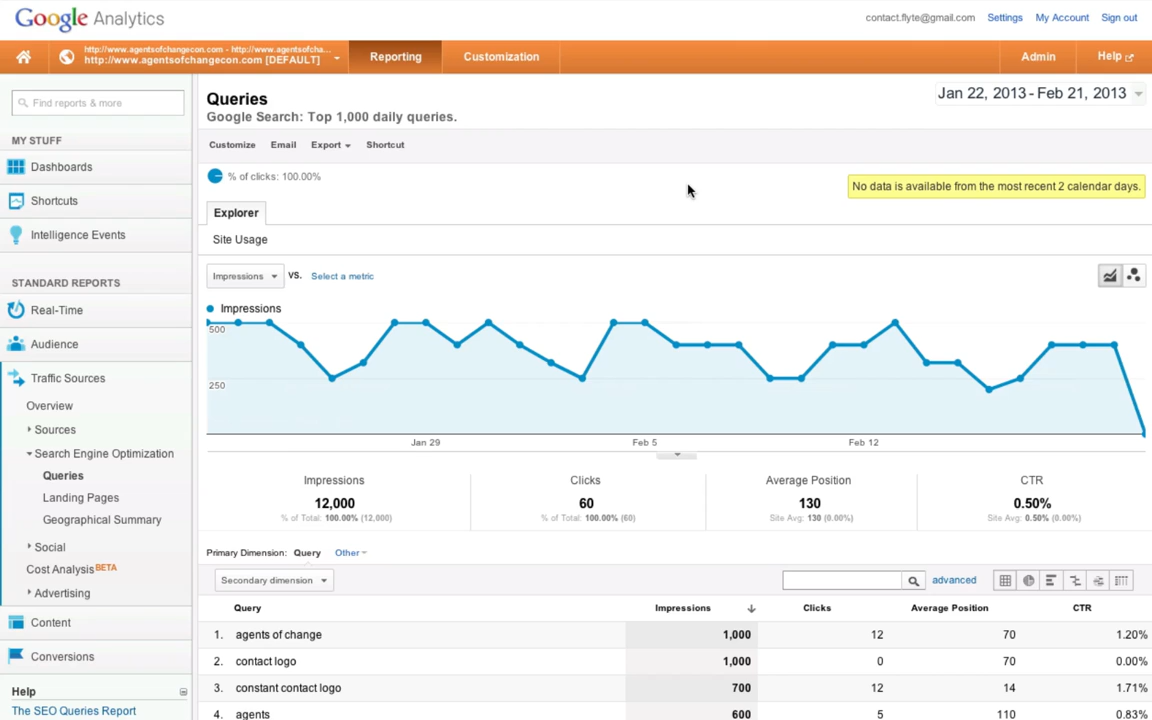 Google Analytics
contact.flyte@gmail.com Settings My Account Sign out
http://www.agentsofchangecon.com - http://www.agentsofcha...
http://www.agentsofchangecon.com [DEFAULT]
Reporting Customization Admin Help
Find reports & more
MY STUFF
Dashboards
Shortcuts
Intelligence Events
STANDARD REPORTS
Real-Time
Audience
Traffic Sources
Overview
Sources
Search Engine Optimization
Queries
Landing Pages
Geographical Summary
Social
Cost Analysis BETA
Advertising
Content
Conversions
Help
The SEO Queries Report
Queries
Jan 22, 2013 - Feb 21, 2013
Google Search: Top 1,000 daily queries.
Customize Email Export Shortcut
% of clicks: 100.00%
No data is available from the most recent 2 calendar days.
Explorer
Site Usage
Impressions VS. Select a metric
Impressions
500
250
Jan 29 Feb 5 Feb 12
Impressions Clicks Average Position CTR
12,000 60 130 0.50%
% of Total: 100.00% (12,000) % of Total: 100.00% (60) Site Avg: 130 (0.00%) Site Avg: 0.50% (0.00%)
Primary Dimension: Query Other
Secondary dimension advanced
Query Impressions Clicks Average Position CTR
1. agents of change 1,000 12 70 1.20%
2. contact logo 1,000 0 70 0.00%
3. constant contact logo 700 12 14 1.71%
4. agents 600 5 110 0.83%